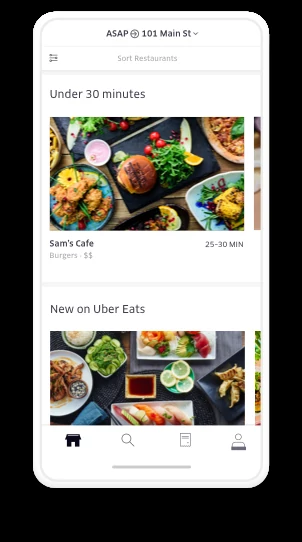 ASAP → 101 Main St
Sort Restaurants
Under 30 minutes
Sam's Cafe
25-30 MIN
Burgers · $$
New on Uber Eats